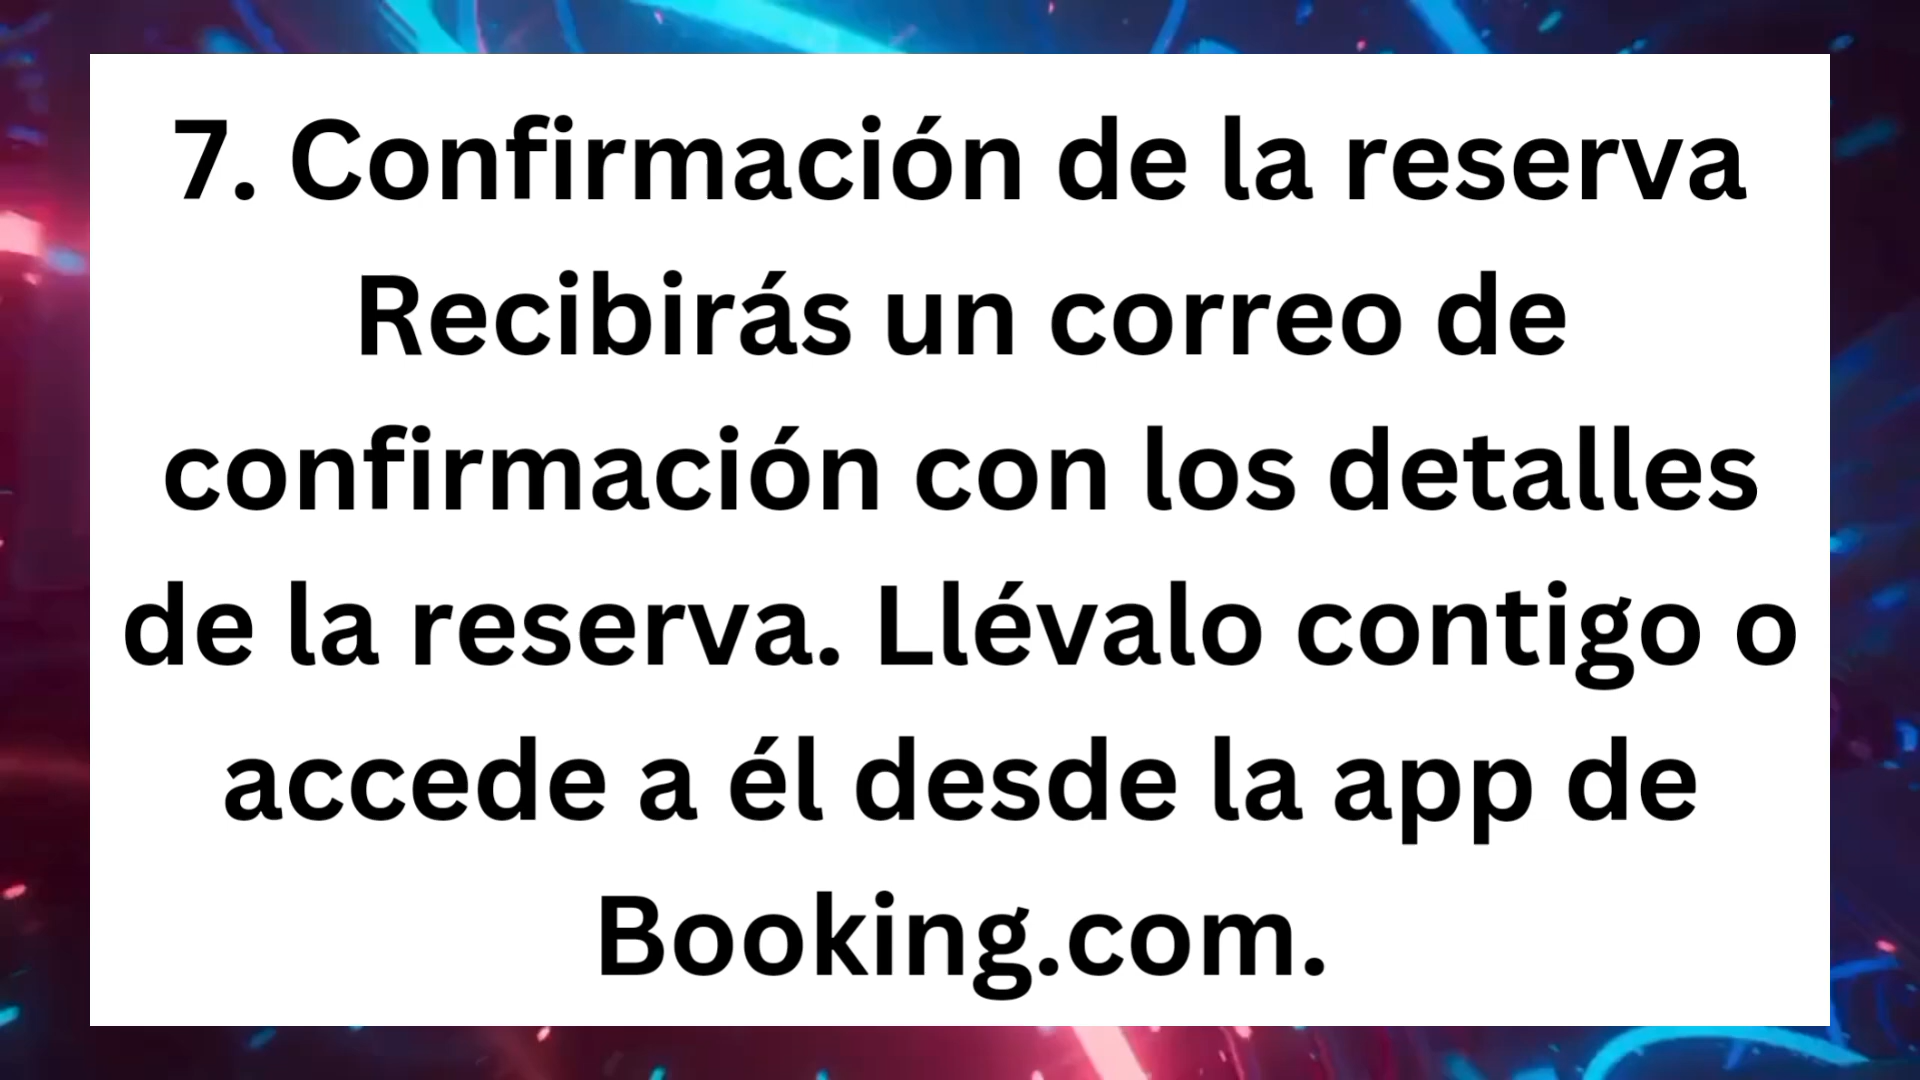 7. Confirmación de la reserva
Recibirás un correo de
confirmación con los detalles
de la reserva. Llévalo contigo o
accede a él desde la app de
Booking.com.